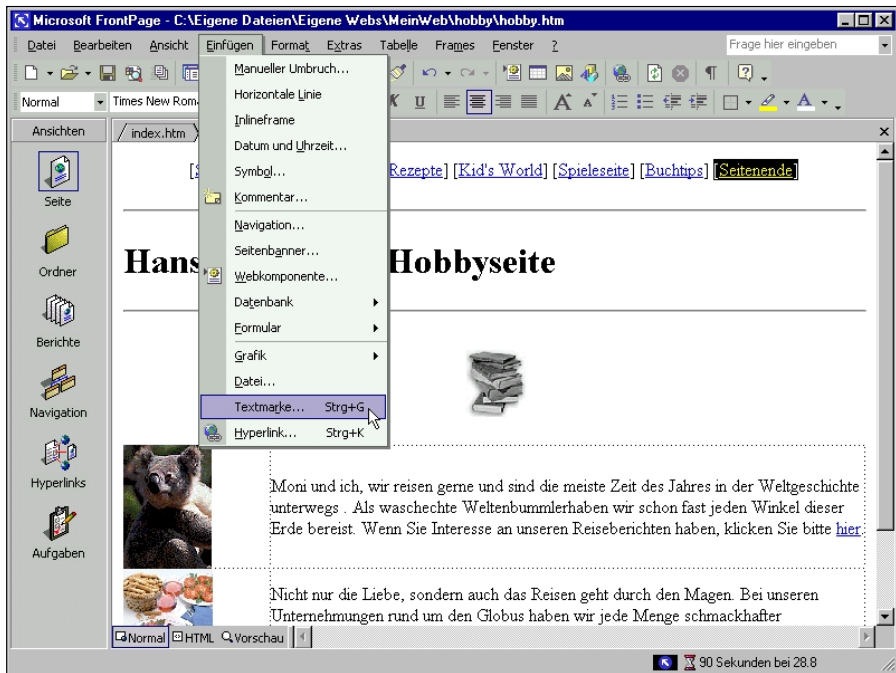 Microsoft FrontPage - C:\Eigene Dateien\Eigene Webs\MeinWeb\hobby\hobby.htm
Datei Bearbeiten Ansicht Einfügen Format Extras Tabelle Frames Fenster ? Frage hier eingeben
Normal Times New Rom K U
Ansichten
index.htm
Manueller Umbruch...
Horizontale Linie
Inlineframe
Datum und Uhrzeit...
Symbol...
Kommentar...
Navigation...
Seitenbanner...
Webkomponente...
Datenbank
Formular
Grafik
Datei...
Textmarke... Strg+G
Hyperlink... Strg+K
Seite
Ordner
Berichte
Navigation
Hyperlinks
Aufgaben
Rezepte] [Kid's World] [Spieleseite] [Buchtips] [Seitenende]
Hans Hobbyseite
Moni und ich, wir reisen gerne und sind die meiste Zeit des Jahres in der Weltgeschichte
unterwegs . Als waschechte Weltenbummlerhaben wir schon fast jeden Winkel dieser
Erde bereist. Wenn Sie Interesse an unseren Reiseberichten haben, klicken Sie bitte hier
Nicht nur die Liebe, sondern auch das Reisen geht durch den Magen. Bei unseren
Unternehmungen rund um den Globus haben wir jede Menge schmackhafter
Normal HTML Vorschau
90 Sekunden bei 28.8